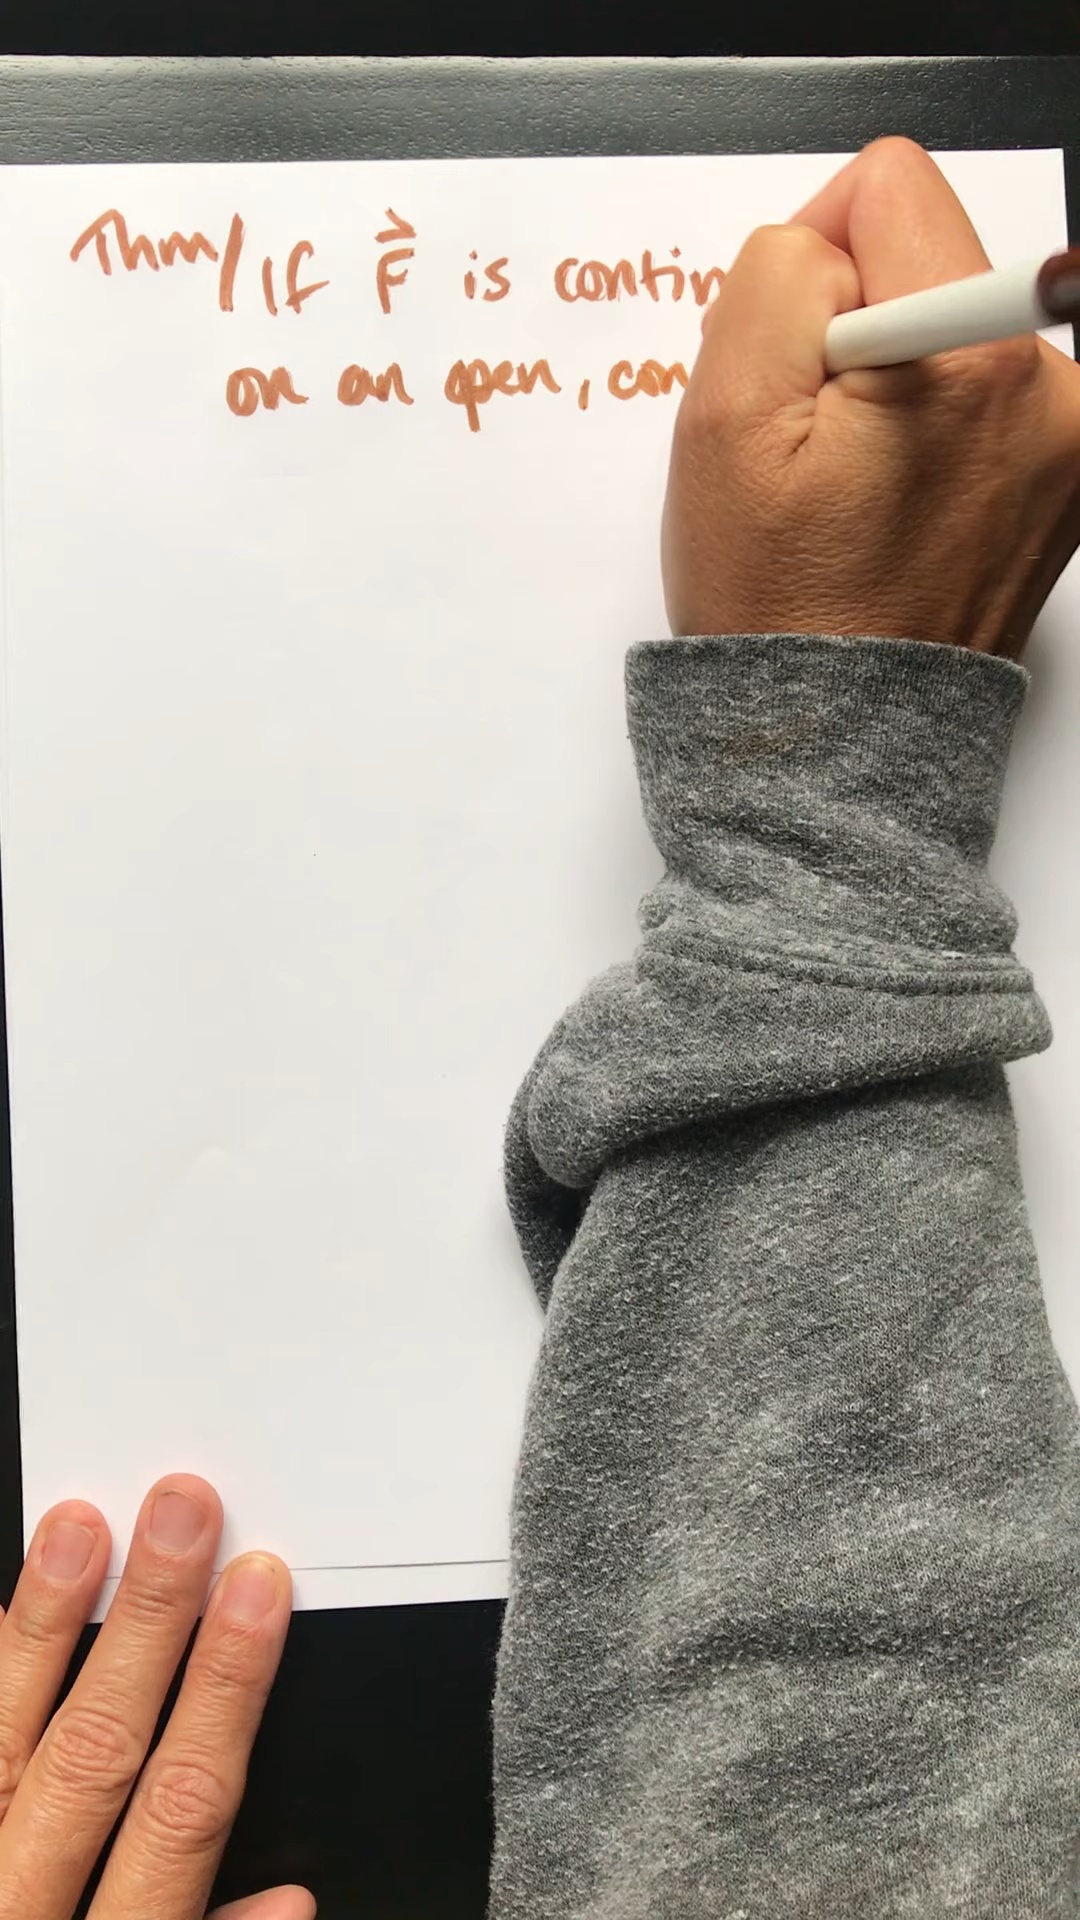 Thm/ If F⃗ is contin
on an open, con